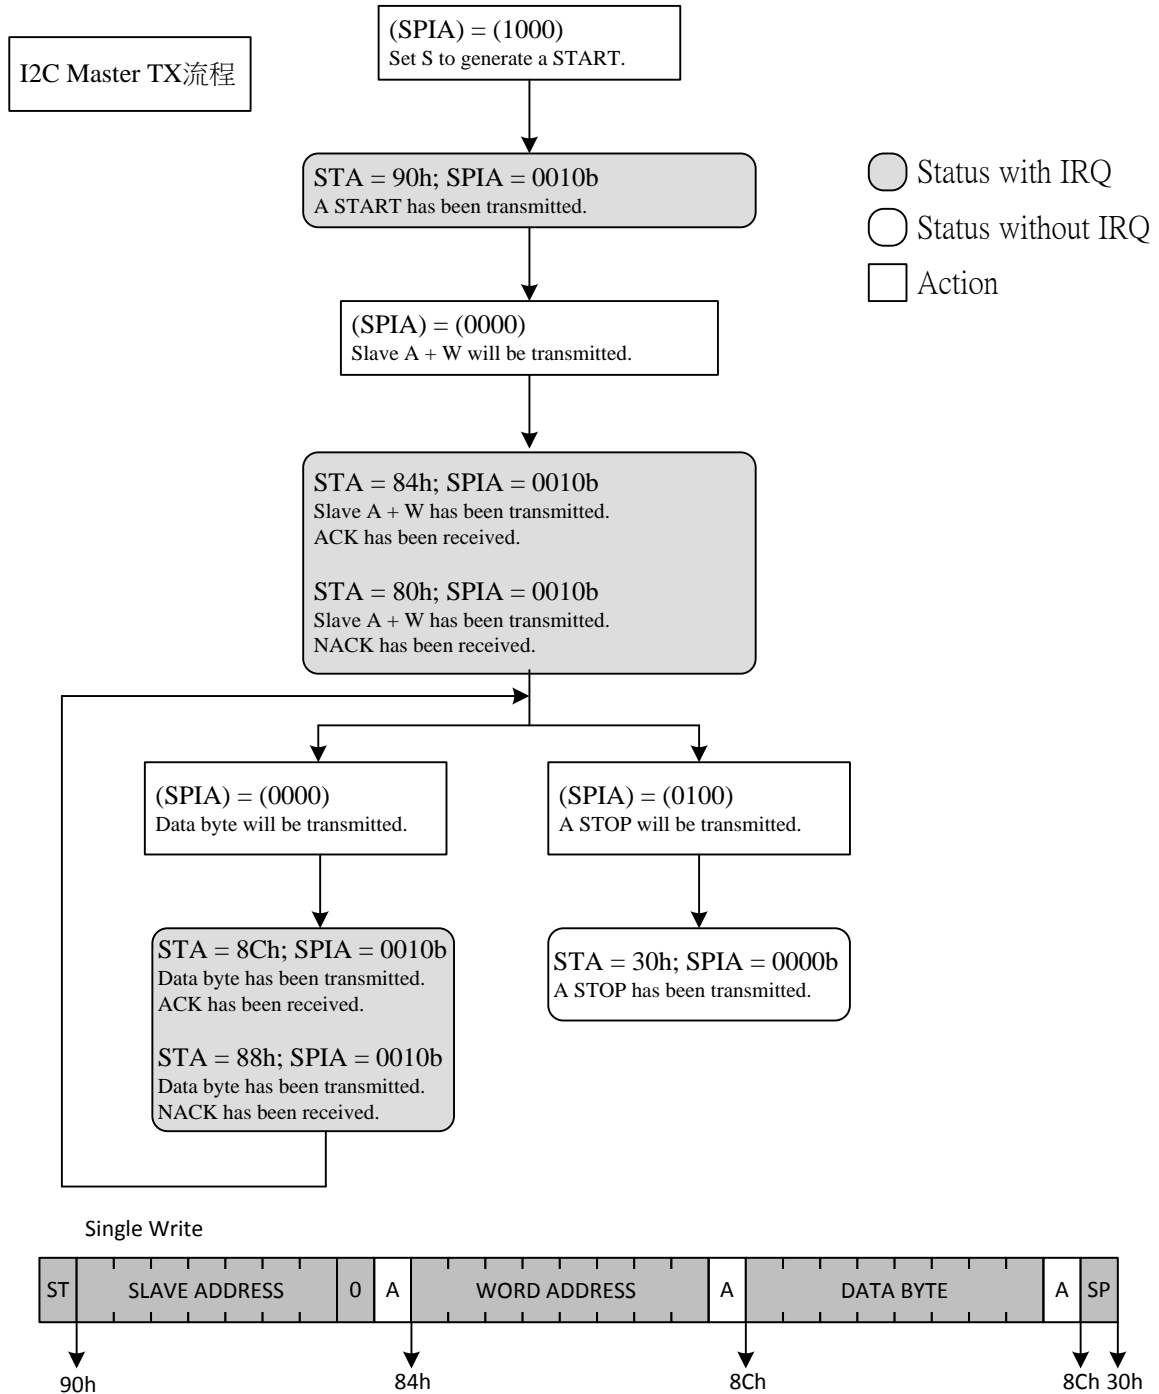 I2C Master TX流程
(SPIA) = (1000)
Set S to generate a START.
STA = 90h; SPIA = 0010b
A START has been transmitted.
Status with IRQ
Status without IRQ
Action
(SPIA) = (0000)
Slave A + W will be transmitted.
STA = 84h; SPIA = 0010b
Slave A + W has been transmitted.
ACK has been received.
STA = 80h; SPIA = 0010b
Slave A + W has been transmitted.
NACK has been received.
(SPIA) = (0000)
Data byte will be transmitted.
(SPIA) = (0100)
A STOP will be transmitted.
STA = 8Ch; SPIA = 0010b
Data byte has been transmitted.
ACK has been received.
STA = 88h; SPIA = 0010b
Data byte has been transmitted.
NACK has been received.
STA = 30h; SPIA = 0000b
A STOP has been transmitted.
Single Write
ST SLAVE ADDRESS 0 A WORD ADDRESS A DATA BYTE A SP
90h 84h 8Ch 8Ch 30h